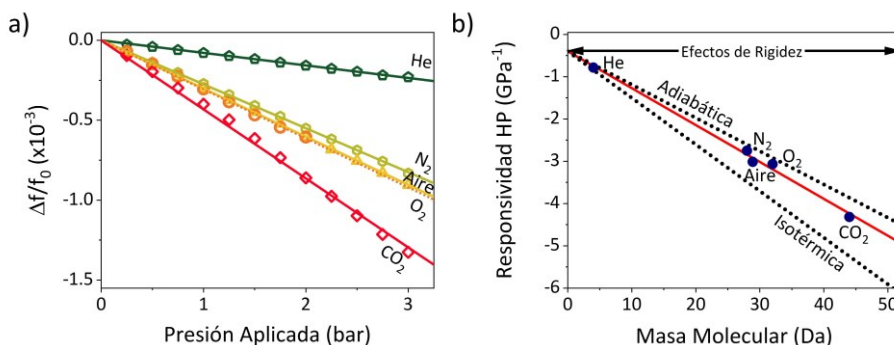 a)
Δf/f₀ (x10⁻³)
0.0
-0.5
-1.0
-1.5
0
1
2
3
Presión Aplicada (bar)
He
N₂
Aire
O₂
CO₂
b)
Responsividad HP (GPa⁻¹)
0
-1
-2
-3
-4
-5
-6
0
10
20
30
40
50
Masa Molecular (Da)
Efectos de Rigidez
He
Adiabática
N₂
O₂
Aire
CO₂
Isotérmica